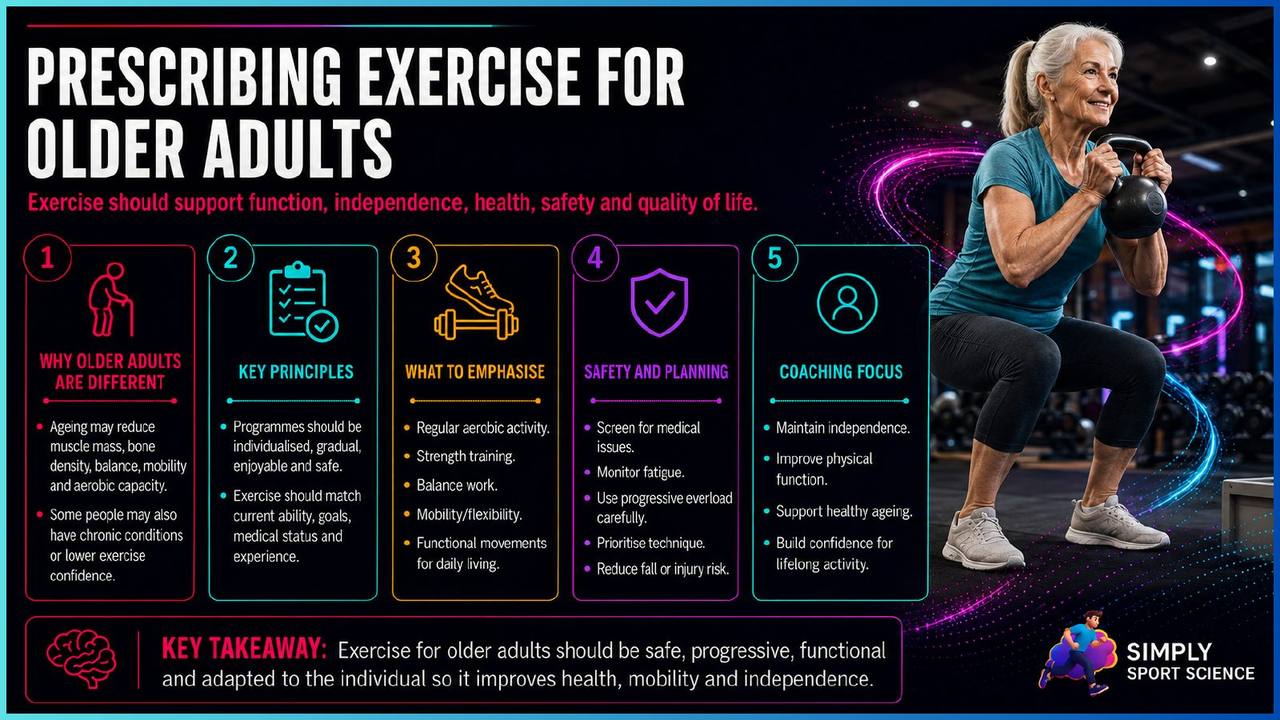 PRESCRIBING EXERCISE FOR
OLDER ADULTS
Exercise should support function, independence, health, safety and quality of life.
1
WHY OLDER ADULTS
ARE DIFFERENT
• Ageing may reduce
muscle mass, bone
density, balance, mobility
and aerobic capacity.
• Some people may also
have chronic conditions
or lower exercise
confidence.
2
KEY PRINCIPLES
• Programmes should be
individualised, gradual,
enjoyable and safe.
• Exercise should match
current ability, goals,
medical status and
experience.
3
WHAT TO EMPHASISE
• Regular aerobic activity.
• Strength training.
• Balance work.
• Mobility/flexibility.
• Functional movements
for daily living.
4
SAFETY AND PLANNING
• Screen for medical
issues.
• Monitor fatigue.
• Use progressive everload
carefully.
• Prioritise technique.
• Reduce fall or injury risk.
5
COACHING FOCUS
• Maintain independence.
• Improve physical
function.
• Support healthy ageing.
• Build confidence for
lifelong activity.
KEY TAKEAWAY: Exercise for older adults should be safe, progressive, functional
and adapted to the individual so it improves health, mobility and independence.
SIMPLY
SPORT SCIENCE